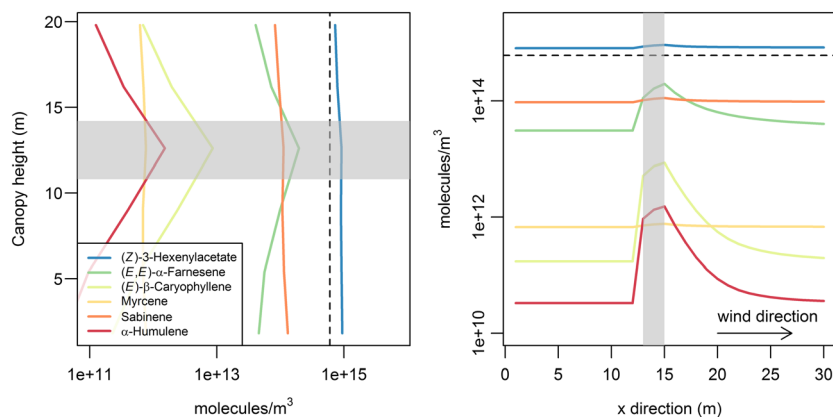 20
15
10
5
Canopy height (m)
(Z)-3-Hexenylacetate
(E,E)-α-Farnesene
(E)-β-Caryophyllene
Myrcene
Sabinene
α-Humulene
1e+11
1e+13
1e+15
molecules/m³
1e+14
1e+12
1e+10
molecules/m³
wind direction
0
5
10
15
20
25
30
x direction (m)